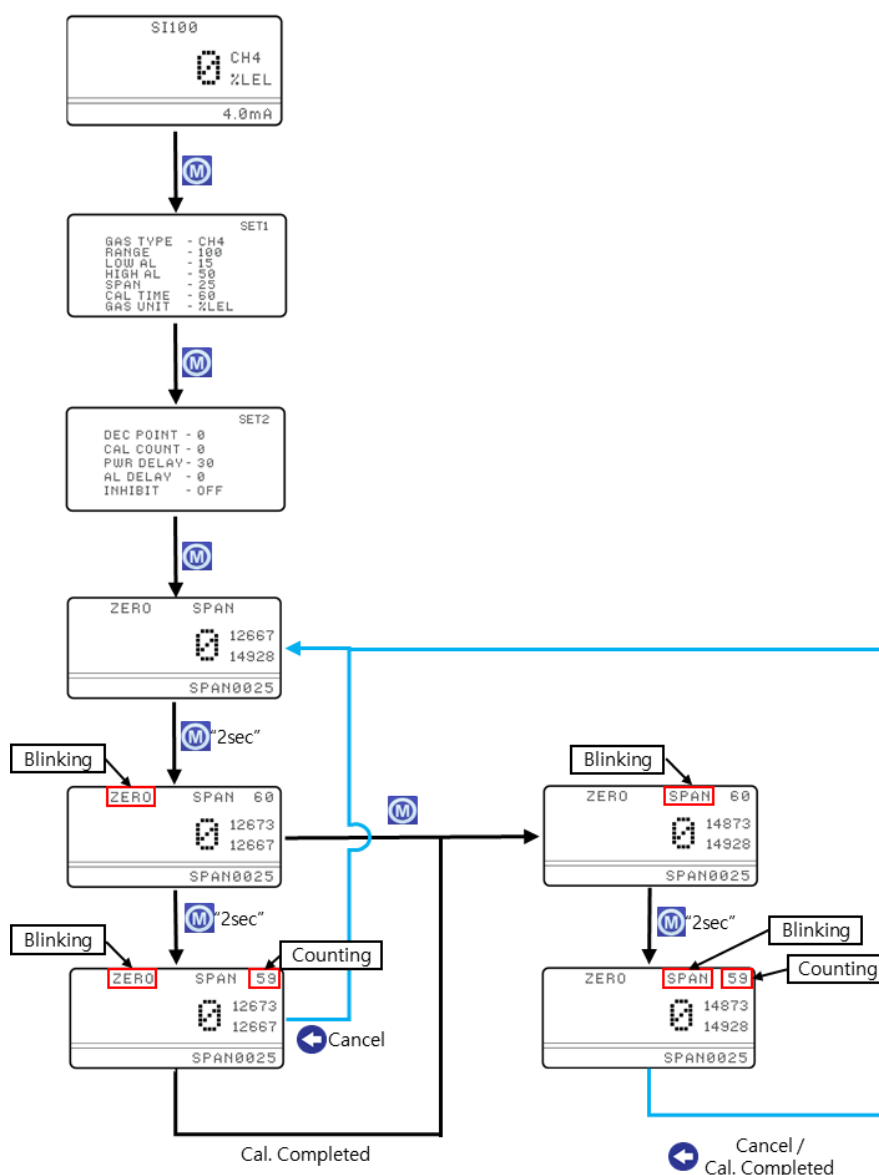 SI100
0 CH4
%LEL
4.0mA
M
SET1
GAS TYPE - CH4
RANGE - 100
LOW AL - 15
HIGH AL - 50
SPAN - 25
CAL TIME - 60
GAS UNIT - %LEL
M
SET2
DEC POINT - 0
CAL COUNT - 0
PWR DELAY - 30
AL DELAY - 0
INHIBIT - OFF
M
ZERO SPAN
0 12667
14928
SPAN0025
M "2sec"
Blinking
ZERO SPAN 60
0 12673
12667
SPAN0025
M
M "2sec"
Blinking
Counting
ZERO SPAN 59
0 12673
12667
SPAN0025
Cancel
Cal. Completed
Blinking
ZERO SPAN 60
0 14873
14928
SPAN0025
M "2sec"
Blinking
Counting
ZERO SPAN 59
0 14873
14928
SPAN0025
Cancel /
Cal. Completed